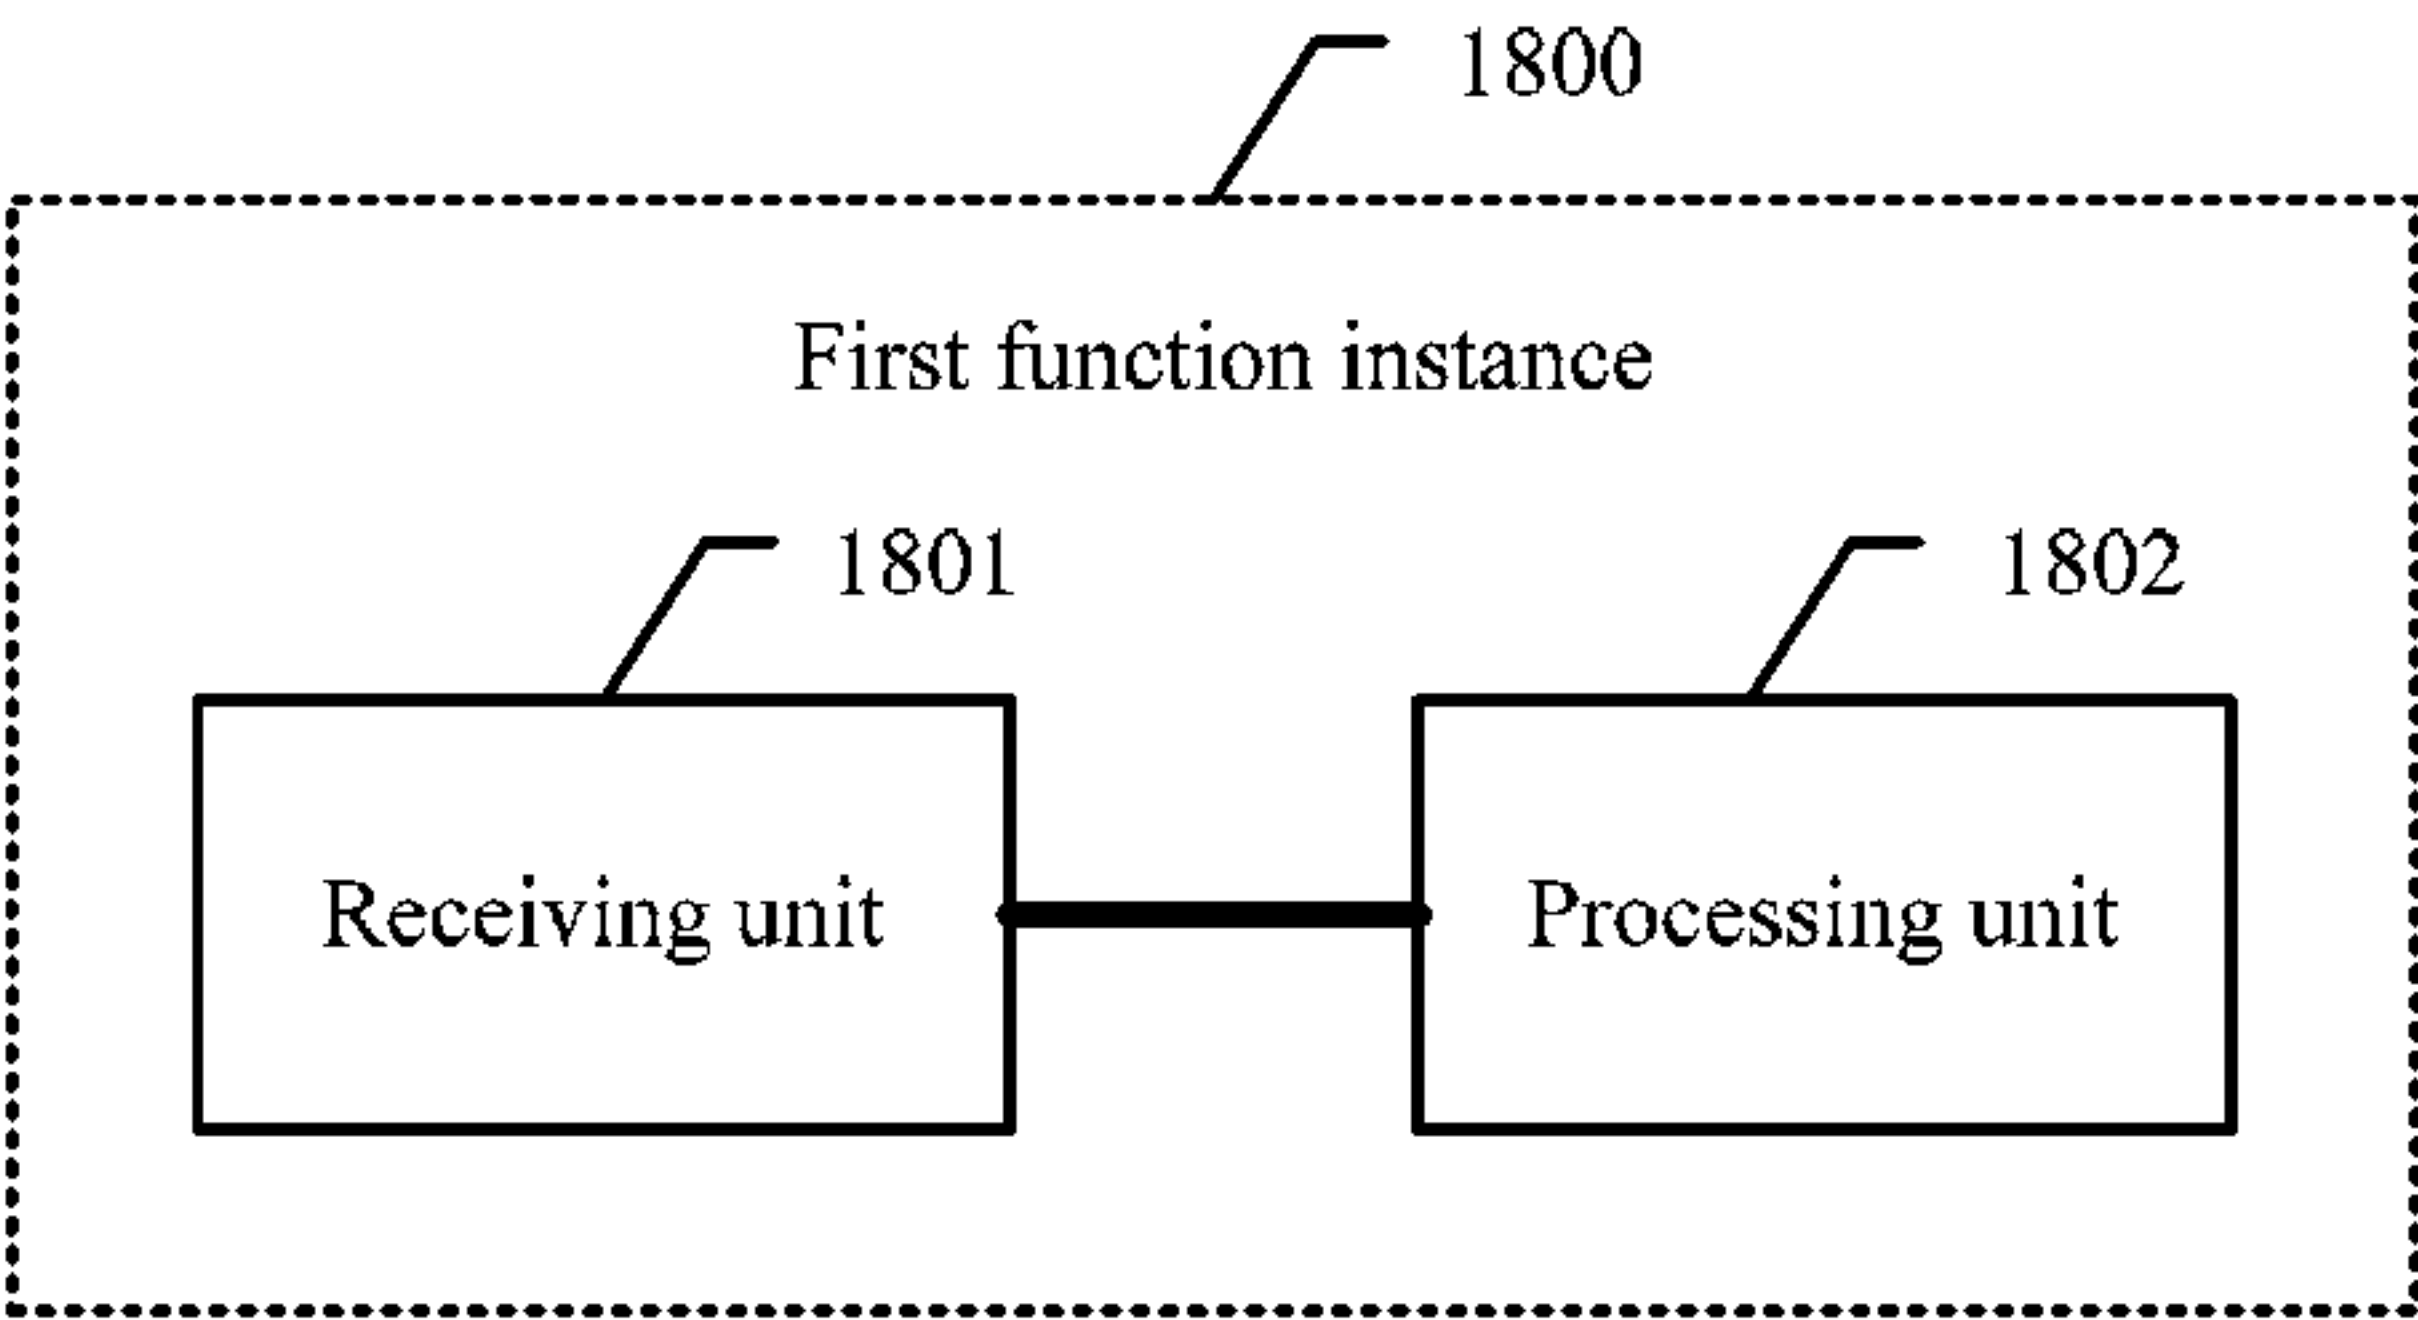 1800
First function instance
1801
1802
Receiving unit
Processing unit